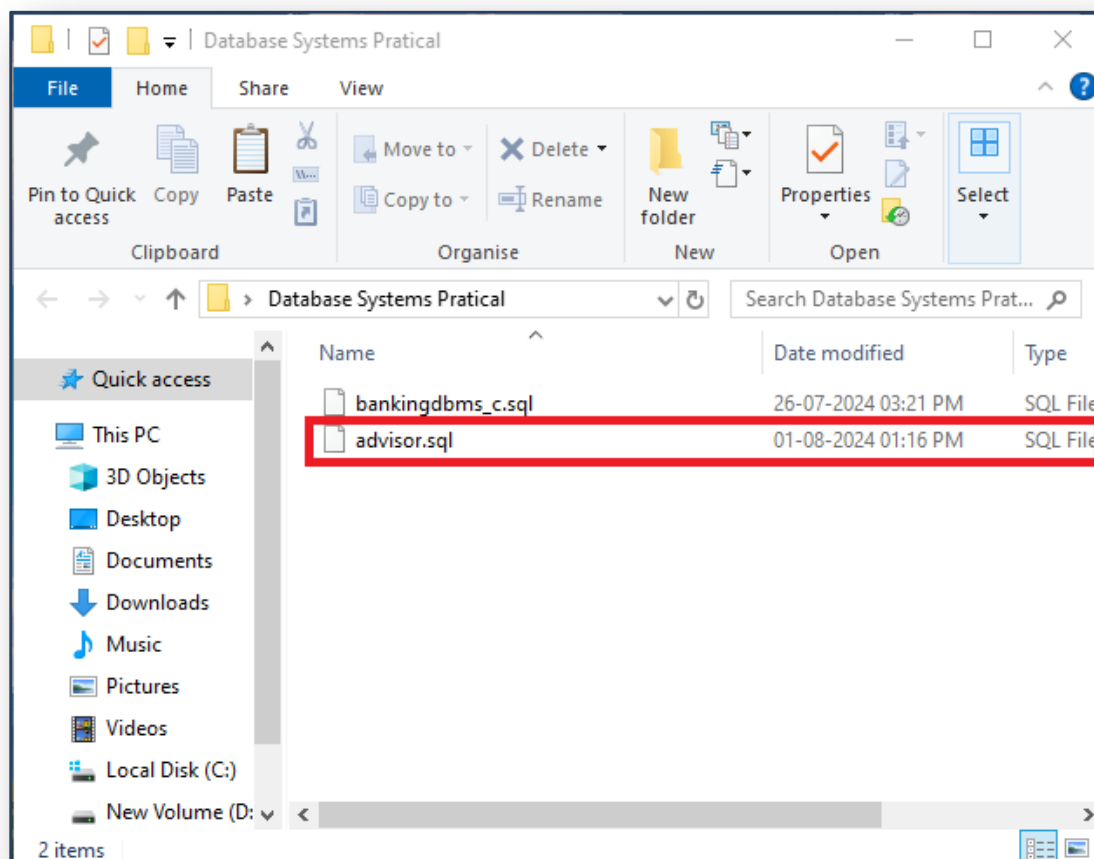 Database Systems Pratical
File Home Share View
Pin to Quick access
Copy
Paste
Clipboard
Move to
Copy to
Delete
Rename
Organise
New folder
New
Properties
Open
Select
Database Systems Pratical
Search Database Systems Prat...
Name Date modified Type
bankingdbms_c.sql 26-07-2024 03:21 PM SQL File
advisor.sql 01-08-2024 01:16 PM SQL File
Quick access
This PC
3D Objects
Desktop
Documents
Downloads
Music
Pictures
Videos
Local Disk (C:)
New Volume (D:
2 items